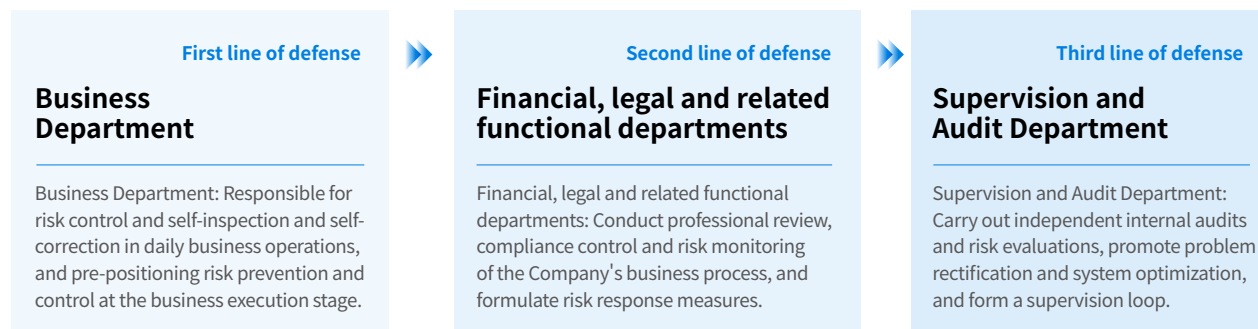 First line of defense
Business
Department
Business Department: Responsible for
risk control and self-inspection and self-
correction in daily business operations,
and pre-positioning risk prevention and
control at the business execution stage.
Second line of defense
Financial, legal and related
functional departments
Financial, legal and related functional
departments: Conduct professional review,
compliance control and risk monitoring
of the Company's business process, and
formulate risk response measures.
Third line of defense
Supervision and
Audit Department
Supervision and Audit Department:
Carry out independent internal audits
and risk evaluations, promote problem
rectification and system optimization,
and form a supervision loop.